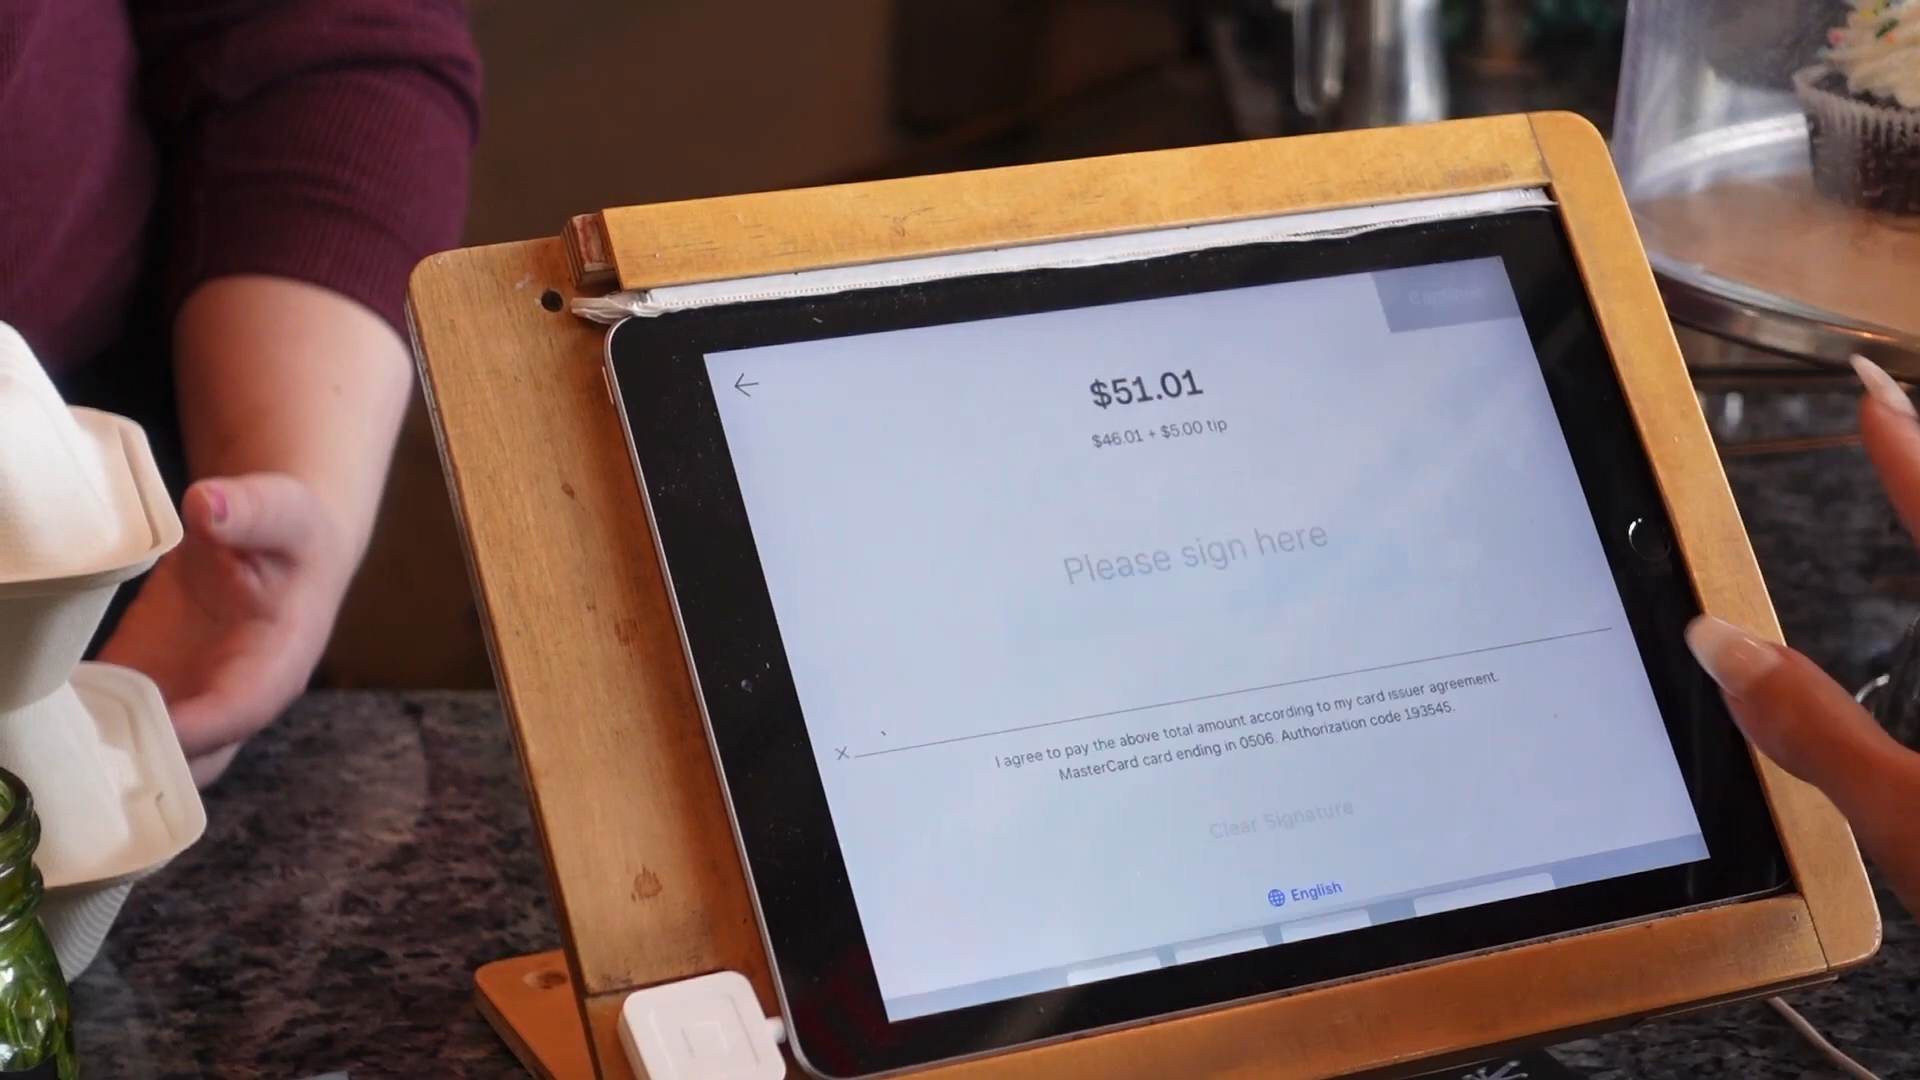 Continue
$51.01
$46.01 + $5.00 tip
Please sign here
X
I agree to pay the above total amount according to my card issuer agreement.
MasterCard card ending in 0506. Authorization code 193545.
Clear Signature
English